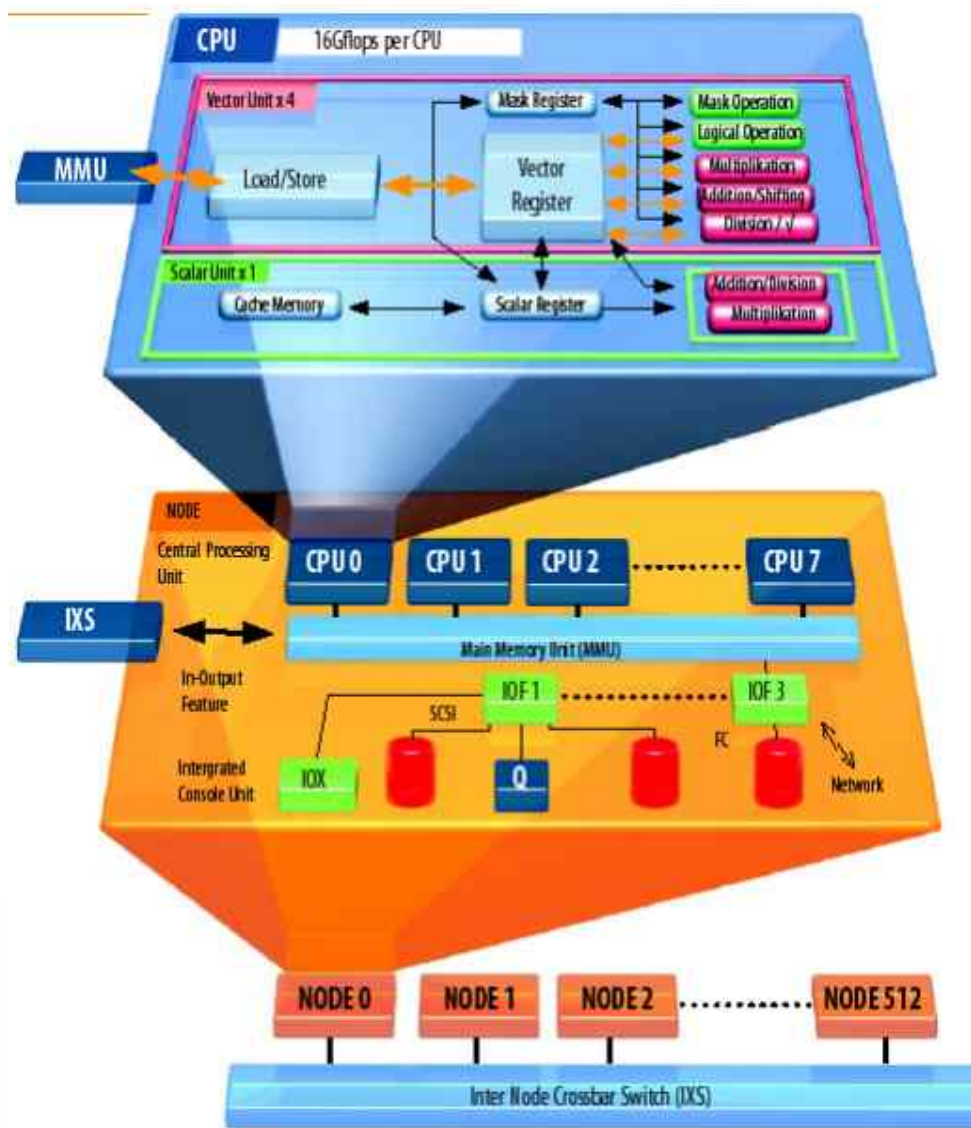 CPU
16Gflops per CPU
Vector Unit x 4
Mask Register
Mask Operation
Logical Operation
MMU
Load/Store
Vector
Register
Multiplikation
Addition/Shifting
Division / √
Scalar Unit x 1
Cache Memory
Scalar Register
Addition/Division
Multiplikation
NODE
Central Processing
Unit
CPU 0
CPU 1
CPU 2
CPU 7
IXS
Main Memory Unit (MMU)
In-Output
Feature
IOF 1
IOF 3
SCSI
FC
Intergrated
Console Unit
IOX
Q
Network
NODE 0
NODE 1
NODE 2
NODE 512
Inter Node Crossbar Switch (IXS)